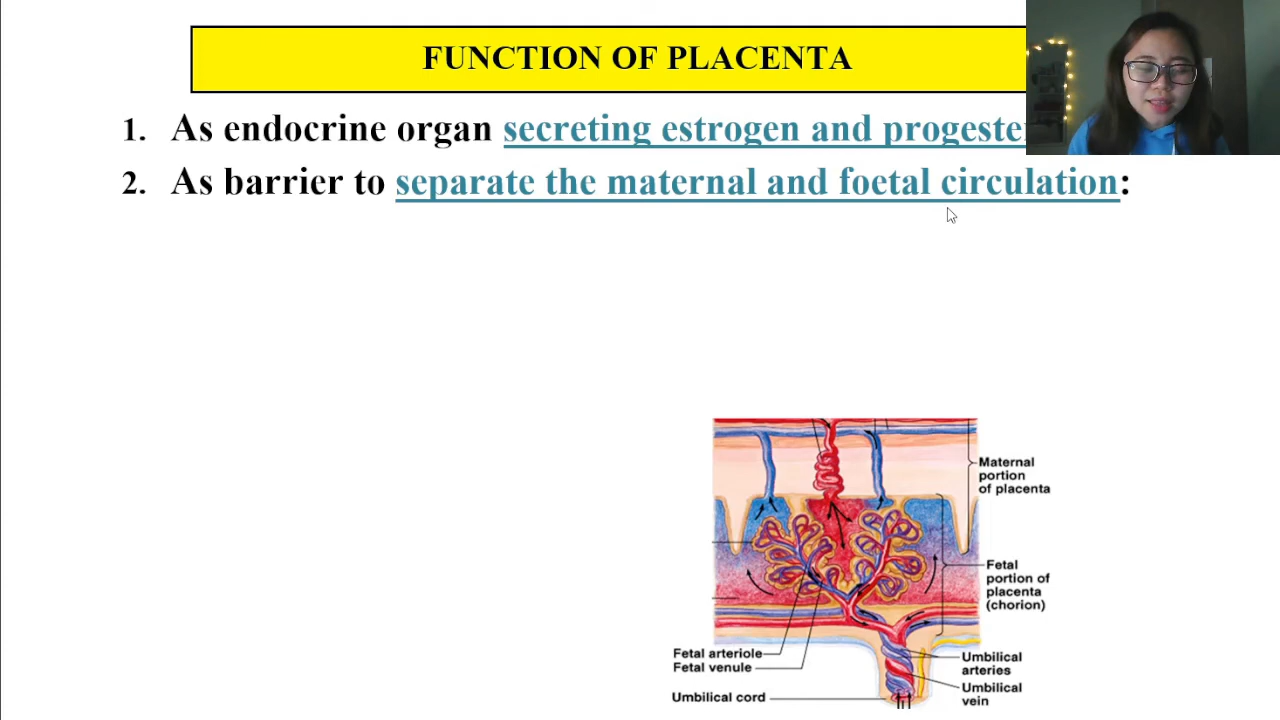 FUNCTION OF PLACENTA
1. As endocrine organ secreting estrogen and
2. As barrier to separate the maternal and foetal circulation:
Maternal
portion
of placenta
Fetal
portion of
placenta
(chorion)
Fetal arteriole
Fetal venule
Umbilical cord
Umbilical
arteries
Umbilical
vein